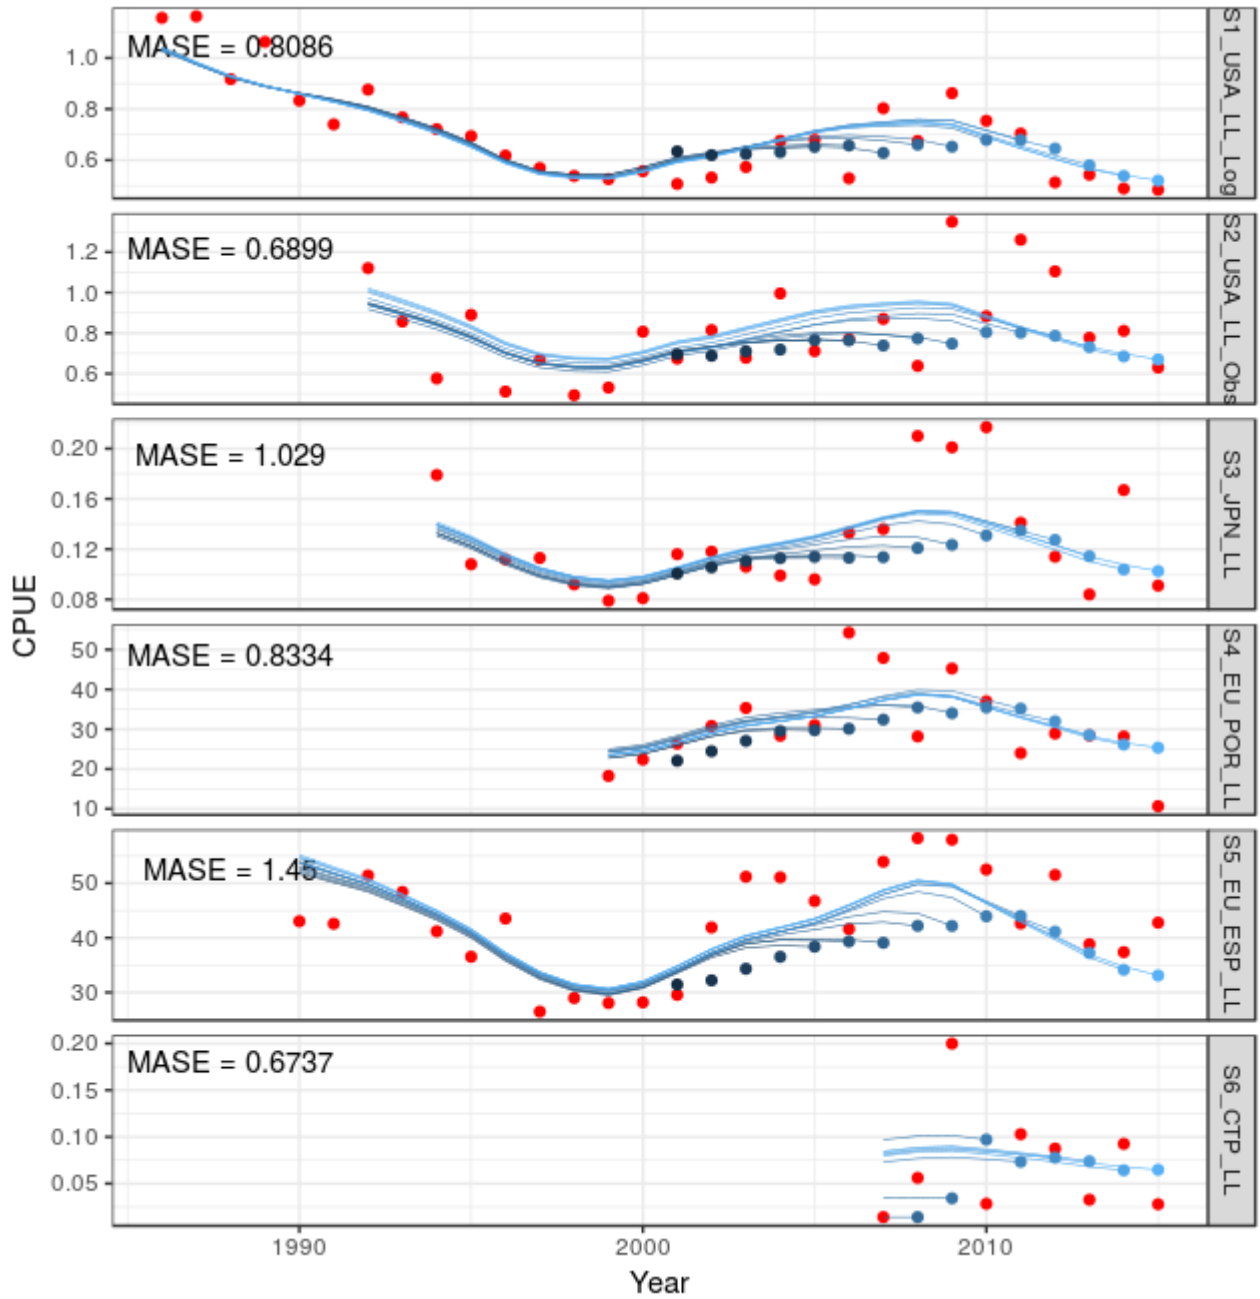 MASE = 0.8086
1.0
0.8
0.6
S1_USA_LL_Log
MASE = 0.6899
1.2
1.0
0.8
0.6
S2_USA_LL_Obs
MASE = 1.029
0.20
0.16
0.12
0.08
S3_JPN_LL
CPUE
MASE = 0.8334
50
40
30
20
10
S4_EU_POR_LL
MASE = 1.45
50
40
30
S5_EU_ESP_LL
MASE = 0.6737
0.20
0.15
0.10
0.05
S6_CTP_LL
1990
2000
2010
Year